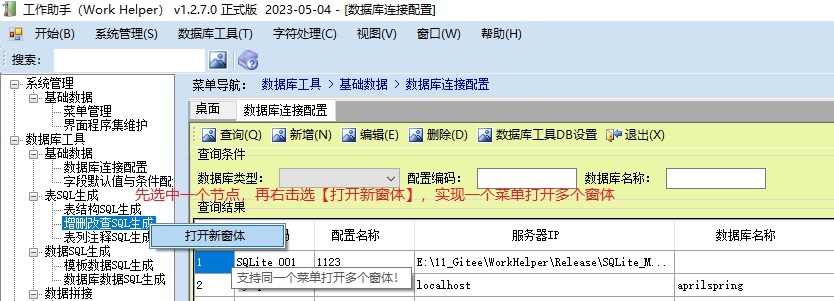 工作助手（Work Helper） v1.2.7.0 正式版 2023-05-04 - [数据库连接配置]
开始(B) 系统管理(S) 数据库工具(T) 字符处理(C) 视图(V) 窗口(W) 帮助(H)
搜索：
系统管理
基础数据
菜单管理
界面程序集维护
数据库工具
基础数据
数据库连接配置
字段默认值与条件配
表SQL生成
表结构SQL生成
增删改查SQL生成
表列注释SQL生成
数据SQL生成
模板数据SQL生成
数据库数据SQL生成
数据拼接
菜单导航： 数据库工具 > 基础数据 > 数据库连接配置
桌面 数据库连接配置
查询(Q) 新增(N) 编辑(E) 删除(D) 数据库工具DB设置 退出(X)
查询条件
数据库类型： 配置编码： 数据库名称：
先选中一个节点，再右击选【打开新窗体】，实现一个菜单打开多个窗体
查询结果
打开新窗体
码 配置名称 服务器IP 数据库名称
1 SQLite 001 1123 E:\11_Gitee\WorkHelper\Release\SQLite_M...
支持同一个菜单打开多个窗体！
2 localhost aprilspring